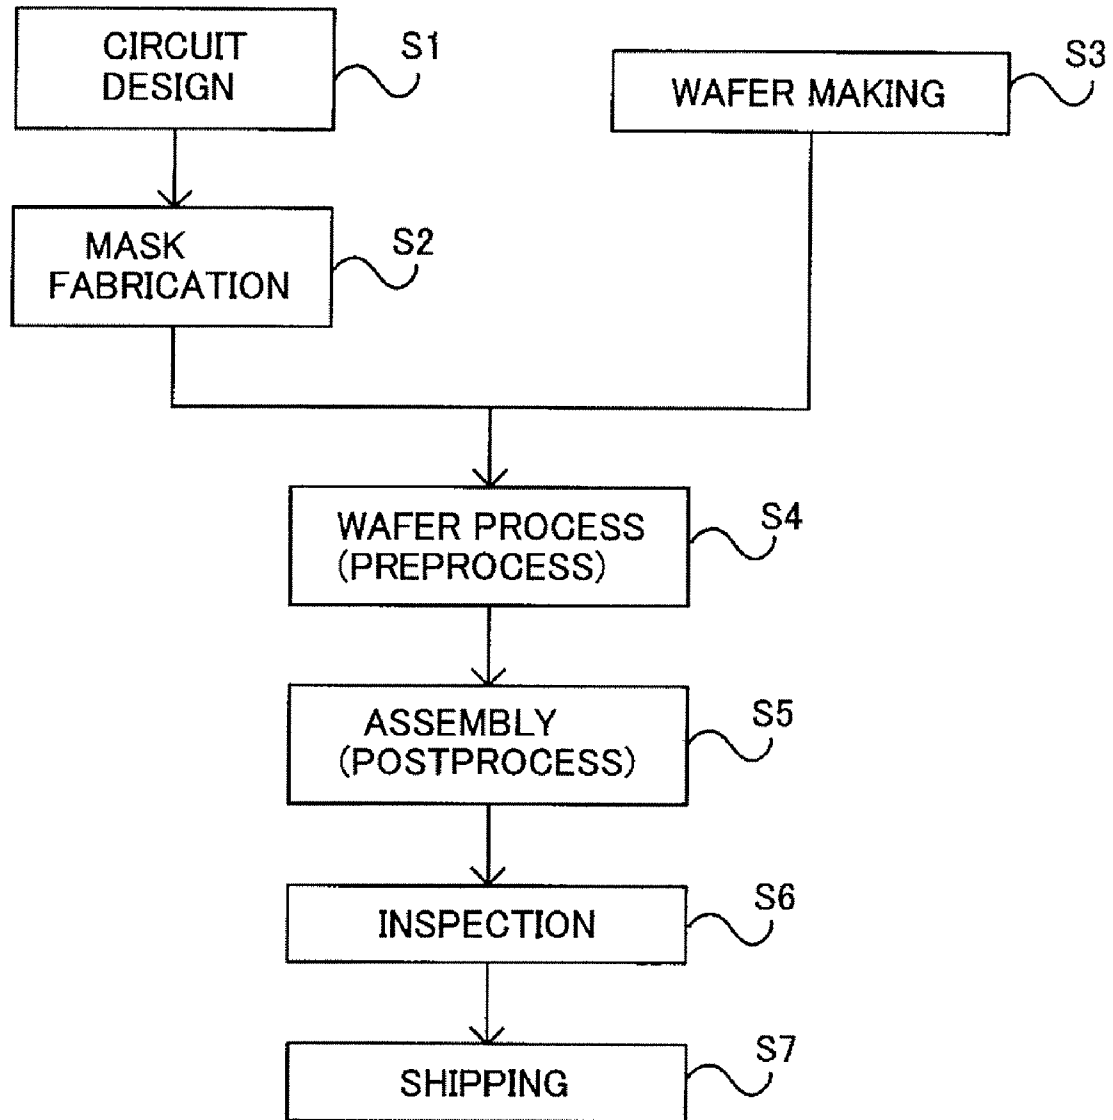 CIRCUIT
DESIGN
S1
WAFER MAKING
S3
MASK
FABRICATION
S2
WAFER PROCESS
(PREPROCESS)
S4
ASSEMBLY
(POSTPROCESS)
S5
INSPECTION
S6
SHIPPING
S7